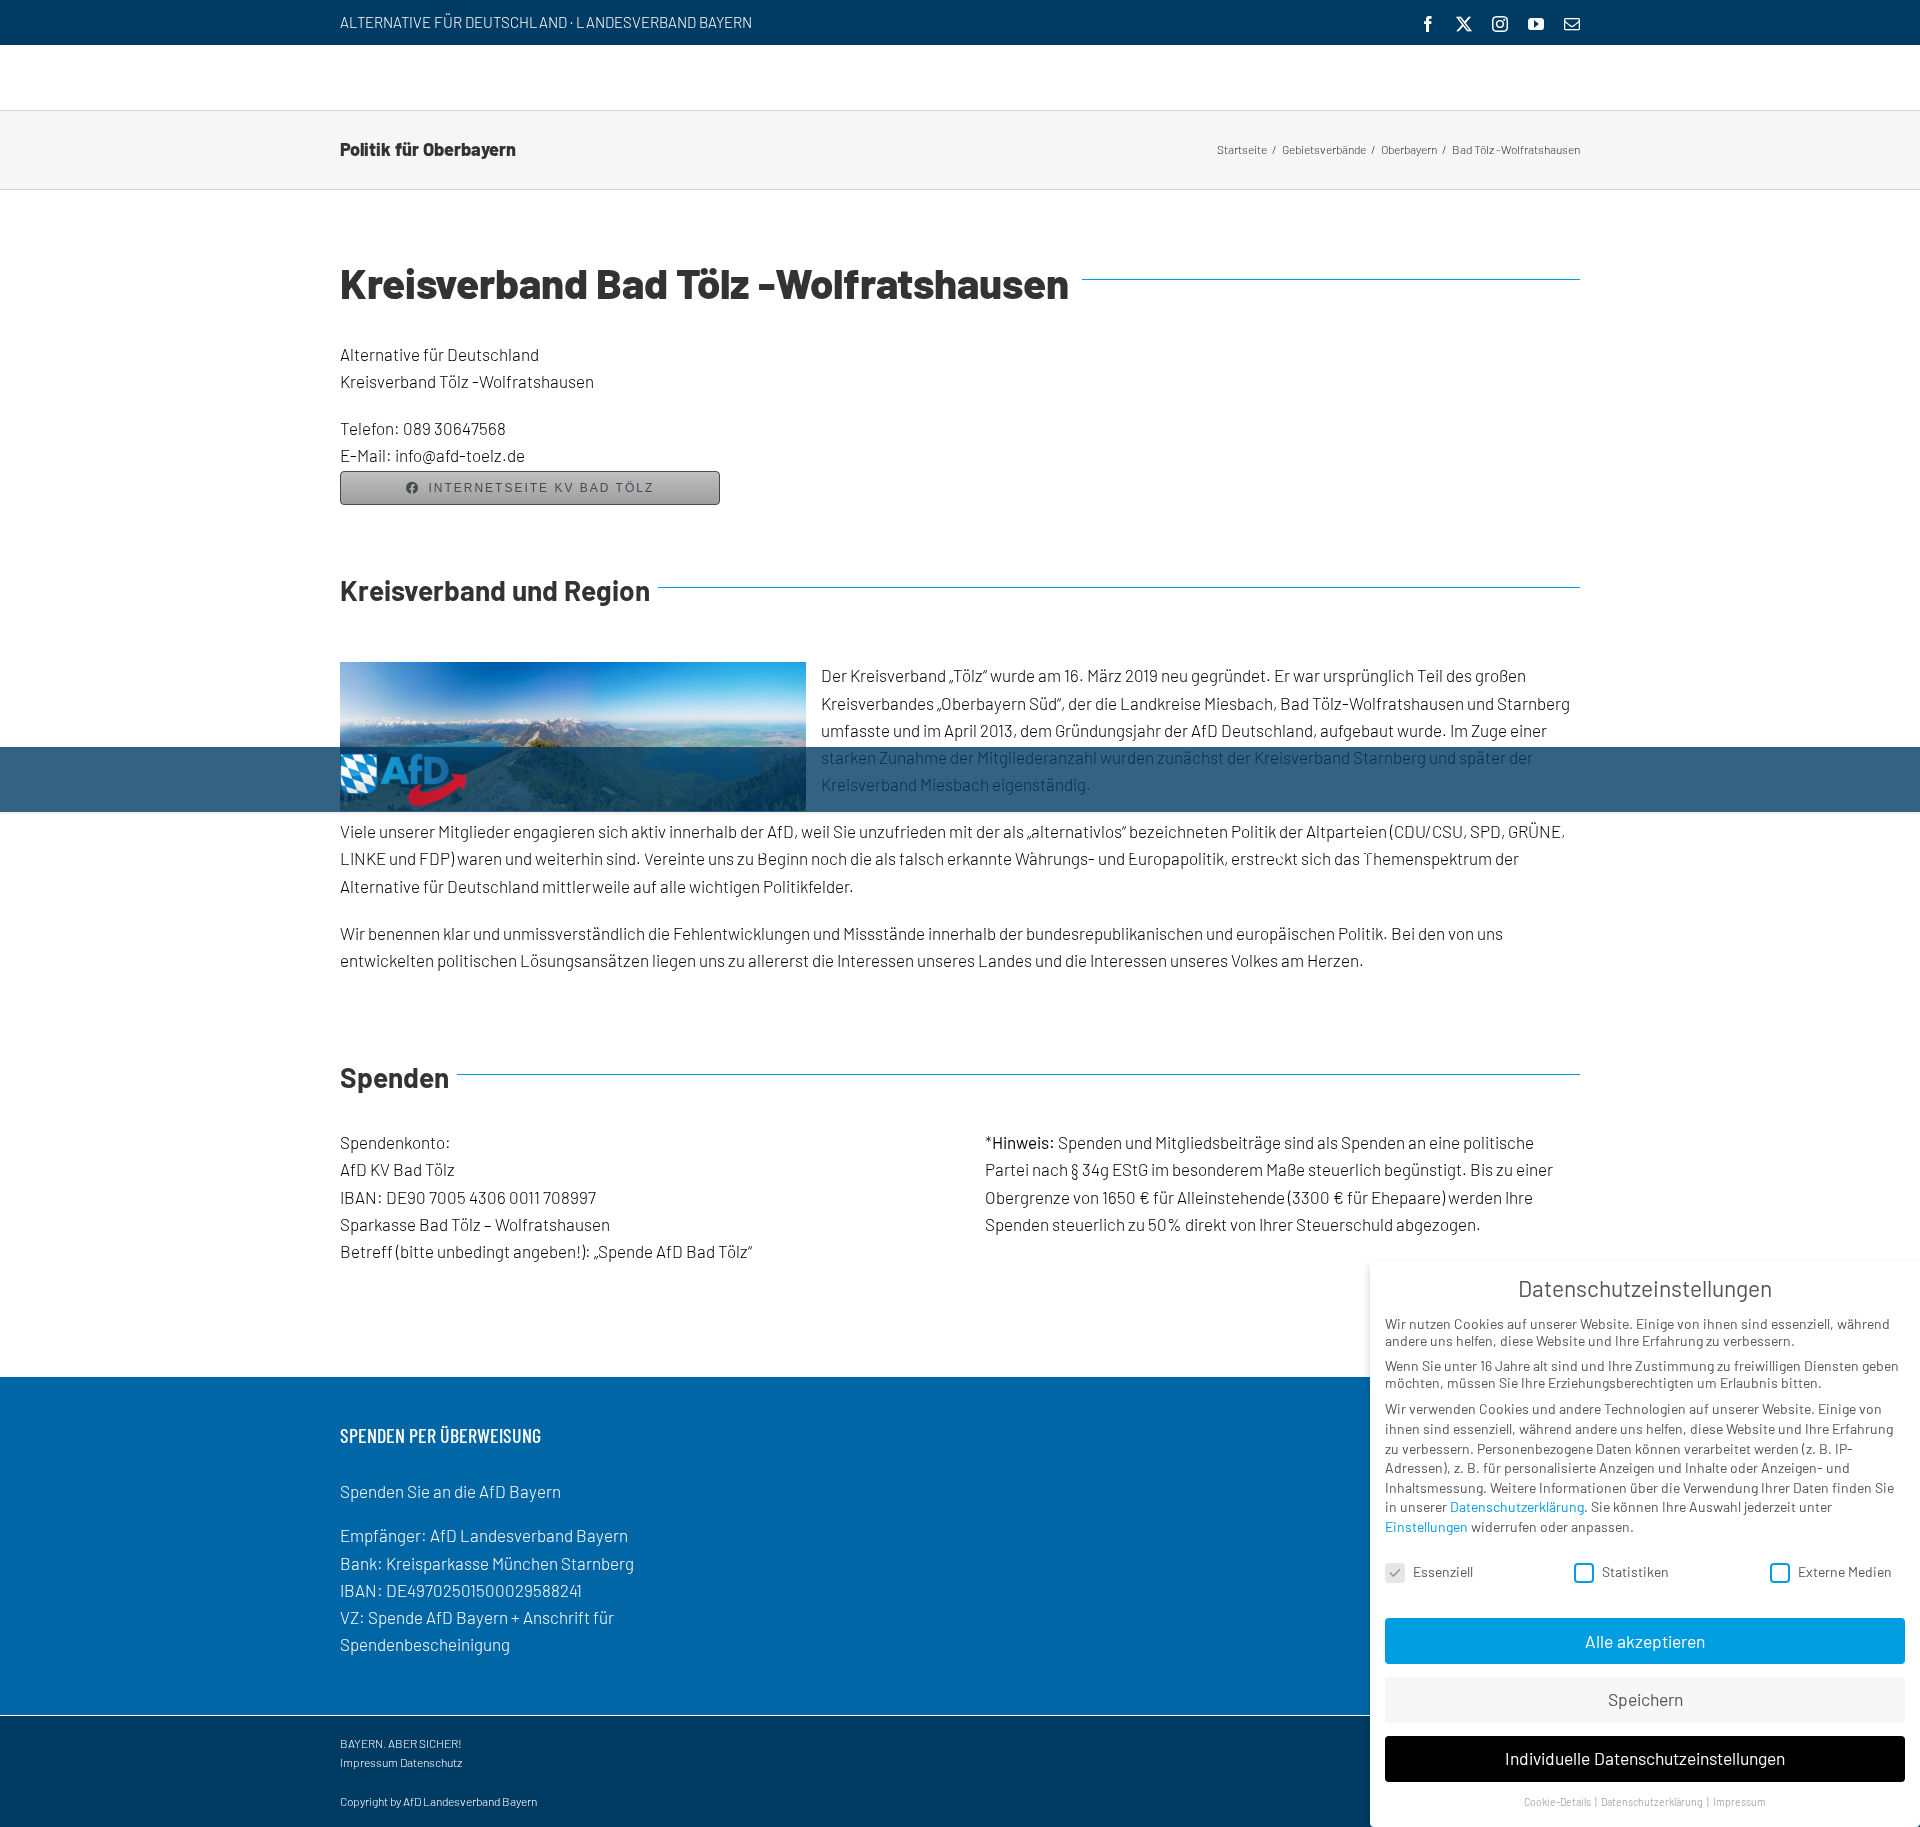 ALTERNATIVE FÜR DEUTSCHLAND · LANDESVERBAND BAYERN
Politik für Oberbayern
Startseite / Gebietsverbände / Oberbayern / Bad Tölz -Wolfratshausen
Kreisverband Bad Tölz -Wolfratshausen
Alternative für Deutschland
Kreisverband Tölz -Wolfratshausen
Telefon: 089 30647568
E-Mail: info@afd-toelz.de
INTERNETSEITE KV BAD TÖLZ
Kreisverband und Region
Der Kreisverband „Tölz“ wurde am 16. März 2019 neu gegründet. Er war ursprünglich Teil des großen
Kreisverbandes „Oberbayern Süd“, der die Landkreise Miesbach, Bad Tölz-Wolfratshausen und Starnberg
umfasste und im April 2013, dem Gründungsjahr der AfD Deutschland, aufgebaut wurde. Im Zuge einer
starken Zunahme der Mitgliederanzahl wurden zunächst der Kreisverband Starnberg und später der
Kreisverband Miesbach eigenständig.
AfD
Viele unserer Mitglieder engagieren sich aktiv innerhalb der AfD, weil Sie unzufrieden mit der als „alternativlos“ bezeichneten Politik der Altparteien (CDU/CSU, SPD, GRÜNE,
LINKE und FDP) waren und weiterhin sind. Vereinte uns zu Beginn noch die als falsch erkannte Währungs- und Europapolitik, erstreckt sich das Themenspektrum der
Alternative für Deutschland mittlerweile auf alle wichtigen Politikfelder.
Wir benennen klar und unmissverständlich die Fehlentwicklungen und Missstände innerhalb der bundesrepublikanischen und europäischen Politik. Bei den von uns
entwickelten politischen Lösungsansätzen liegen uns zu allererst die Interessen unseres Landes und die Interessen unseres Volkes am Herzen.
Spenden
Spendenkonto:
AfD KV Bad Tölz
IBAN: DE90 7005 4306 0011 708997
Sparkasse Bad Tölz – Wolfratshausen
Betreff (bitte unbedingt angeben!): „Spende AfD Bad Tölz“
*Hinweis: Spenden und Mitgliedsbeiträge sind als Spenden an eine politische
Partei nach § 34g EStG im besonderem Maße steuerlich begünstigt. Bis zu einer
Obergrenze von 1650 € für Alleinstehende (3300 € für Ehepaare) werden Ihre
Spenden steuerlich zu 50% direkt von Ihrer Steuerschuld abgezogen.
SPENDEN PER ÜBERWEISUNG
Spenden Sie an die AfD Bayern
Empfänger: AfD Landesverband Bayern
Bank: Kreisparkasse München Starnberg
IBAN: DE49702501500029588241
VZ: Spende AfD Bayern + Anschrift für
Spendenbescheinigung
BAYERN. ABER SICHER!
Impressum Datenschutz
Copyright by AfD Landesverband Bayern
Datenschutzeinstellungen
Wir nutzen Cookies auf unserer Website. Einige von ihnen sind essenziell, während
andere uns helfen, diese Website und Ihre Erfahrung zu verbessern.
Wenn Sie unter 16 Jahre alt sind und Ihre Zustimmung zu freiwilligen Diensten geben
möchten, müssen Sie Ihre Erziehungsberechtigten um Erlaubnis bitten.
Wir verwenden Cookies und andere Technologien auf unserer Website. Einige von
ihnen sind essenziell, während andere uns helfen, diese Website und Ihre Erfahrung
zu verbessern. Personenbezogene Daten können verarbeitet werden (z. B. IP-
Adressen), z. B. für personalisierte Anzeigen und Inhalte oder Anzeigen- und
Inhaltsmessung. Weitere Informationen über die Verwendung Ihrer Daten finden Sie
in unserer Datenschutzerklärung. Sie können Ihre Auswahl jederzeit unter
Einstellungen widerrufen oder anpassen.
Essenziell Statistiken Externe Medien
Alle akzeptieren
Speichern
Individuelle Datenschutzeinstellungen
Cookie-Details | Datenschutzerklärung | Impressum